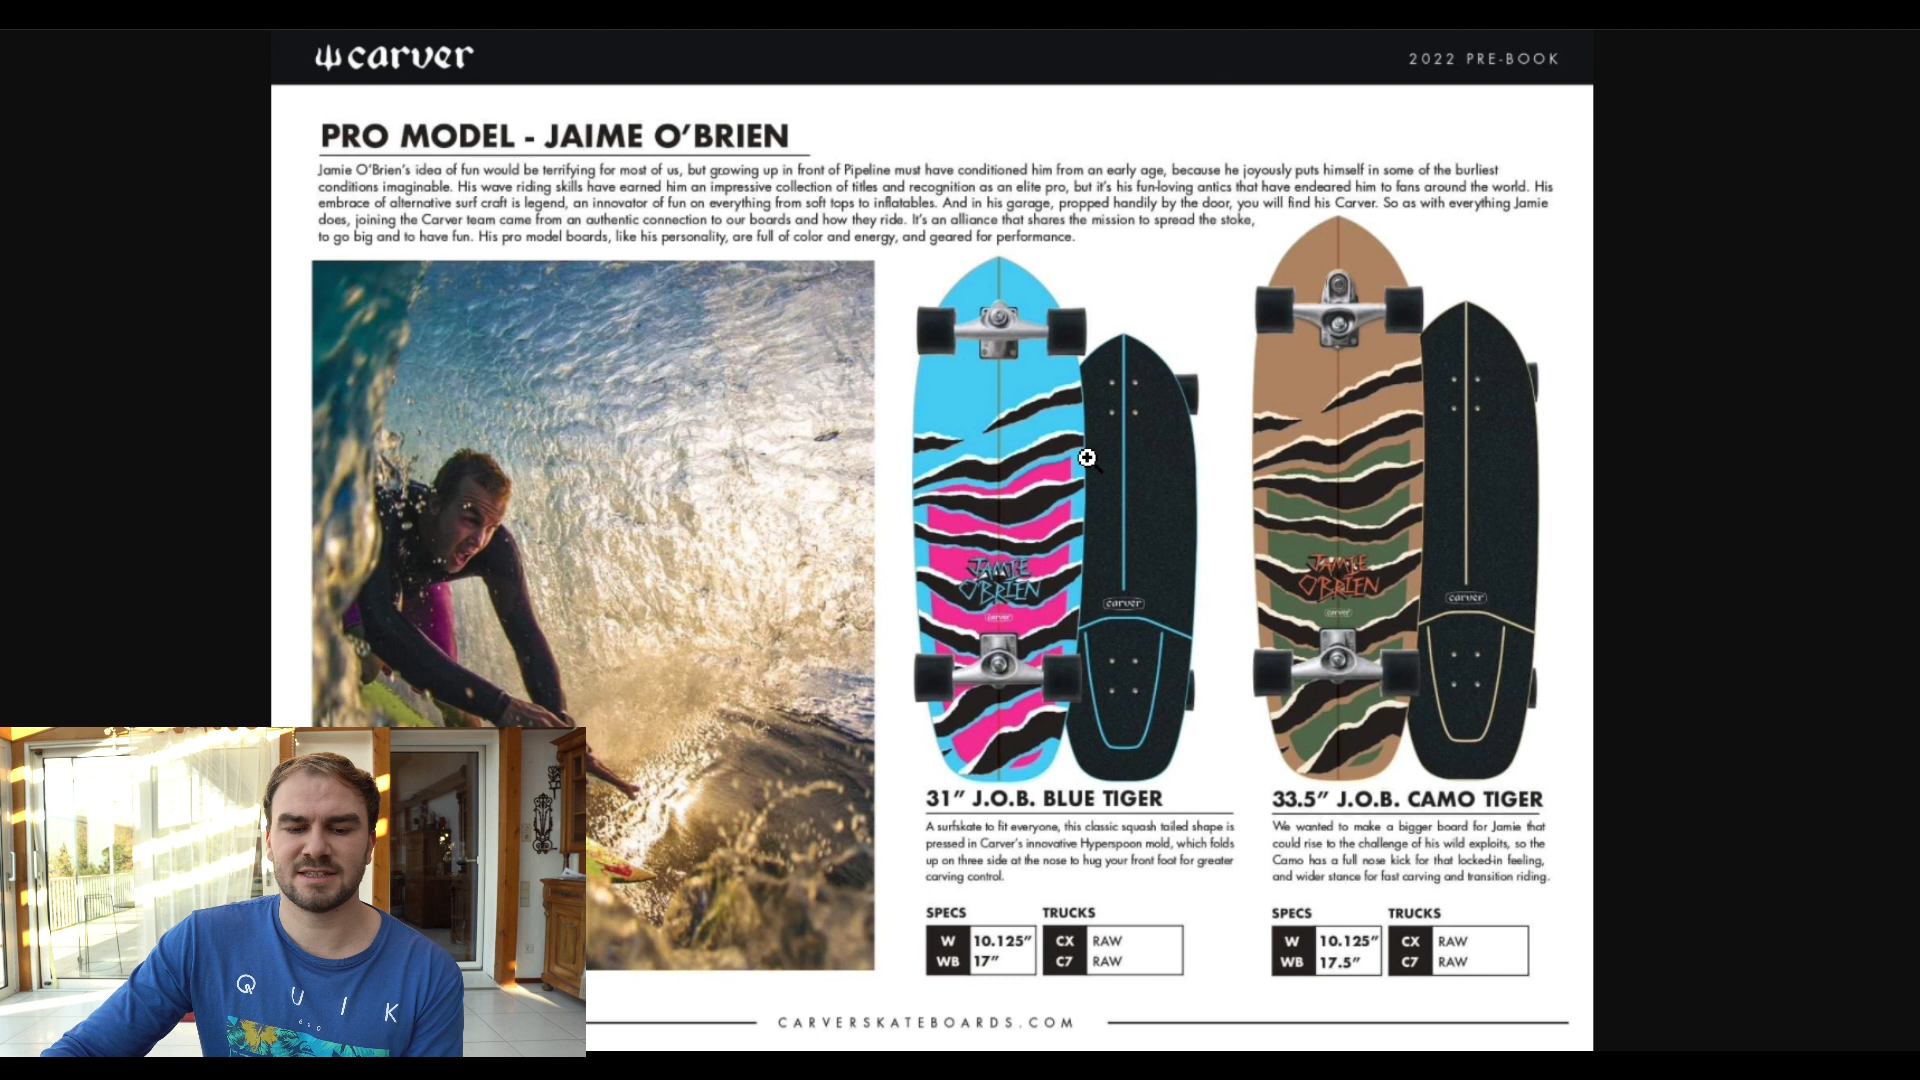 carver
2022 PRE-BOOK
PRO MODEL - JAIME O'BRIEN
Jamie O'Brien's idea of fun would be terrifying for most of us, but growing up in front of Pipeline must have conditioned him from an early age, because he joyously puts himself in some of the burliest
conditions imaginable. His wave riding skills have earned him an impressive collection of titles and recognition as an elite pro, but it's his fun-loving antics that have endeared him to fans around the world. His
embrace of alternative surf craft is legend, an innovator of fun on everything from soft tops to inflatables. And in his garage, propped handily by the door, you will find his Carver. So as with everything Jamie
does, joining the Carver team came from an authentic connection to our boards and how they ride. It's an alliance that shares the mission to spread the stoke,
to go big and to have fun. His pro model boards, like his personality, are full of color and energy, and geared for performance.
JAMIE
O'BRIEN
carver
carver
JAMIE
O'BRIEN
carver
carver
31" J.O.B. BLUE TIGER
A surfskate to fit everyone, this classic squash tailed shape is
pressed in Carver's innovative Hyperspoon mold, which folds
up on three side at the nose to hug your front foot for greater
carving control.
SPECS
TRUCKS
W 10.125"
WB 17"
CX RAW
C7 RAW
33.5" J.O.B. CAMO TIGER
We wanted to make a bigger board for Jamie that
could rise to the challenge of his wild exploits, so the
Camo has a full nose kick for that locked-in feeling,
and wider stance for fast carving and transition riding.
SPECS
TRUCKS
W 10.125"
WB 17.5"
CX RAW
C7 RAW
QUIK
CARVERSKATEBOARDS.COM